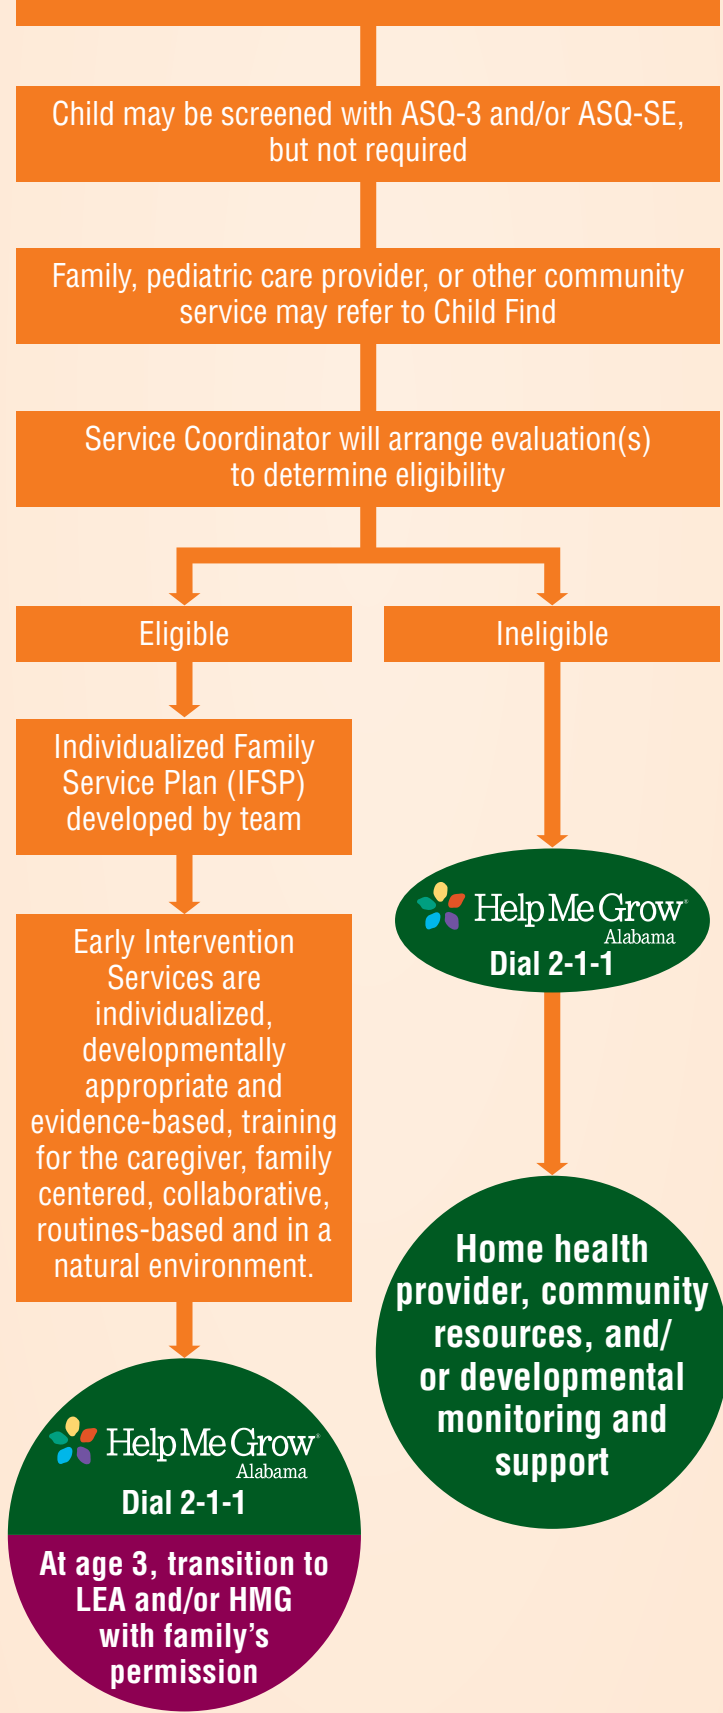 Child may be screened with ASQ-3 and/or ASQ-SE,
but not required
Family, pediatric care provider, or other community
service may refer to Child Find
Service Coordinator will arrange evaluation(s)
to determine eligibility
Eligible
Individualized Family
Service Plan (IFSP)
developed by team
Early Intervention
Services are
individualized,
developmentally
appropriate and
evidence-based, training
for the caregiver, family
centered, collaborative,
routines-based and in a
natural environment.
Help Me Grow®
Alabama
Dial 2-1-1
At age 3, transition to
LEA and/or HMG
with family's
permission
Ineligible
Help Me Grow®
Alabama
Dial 2-1-1
Home health
provider, community
resources, and/
or developmental
monitoring and
support